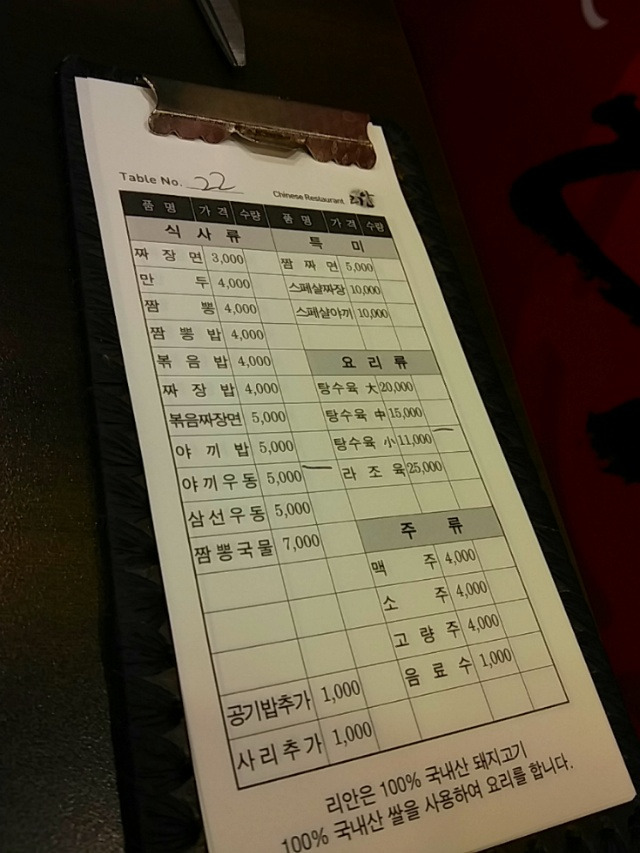 Table No. 22
Chinese Restaurant
품 명 가 격 수량 품 명 가 격 수량
식 사 류
짜 장 면 3,000
만 두 4,000
짬 뽕 4,000
짬 뽕 밥 4,000
볶 음 밥 4,000
짜 장 밥 4,000
볶음짜장면 5,000
야 끼 밥 5,000
야 끼 우 동 5,000 一
삼 선 우 동 5,000
짬 뽕 국 물 7,000
공기밥추가 1,000
사 리 추 가 1,000
특 미
짬 짜 면 5,000
스페샬짜장 10,000
스페샬야끼 10,000
요 리 류
탕수육 大 20,000
탕수육 中 15,000
탕수육 小 11,000 一
라 조 육 25,000
주 류
맥 주 4,000
소 주 4,000
고 량 주 4,000
음 료 수 1,000
리안은 100% 국내산 돼지고기
100% 국내산 쌀을 사용하여 요리를 합니다.